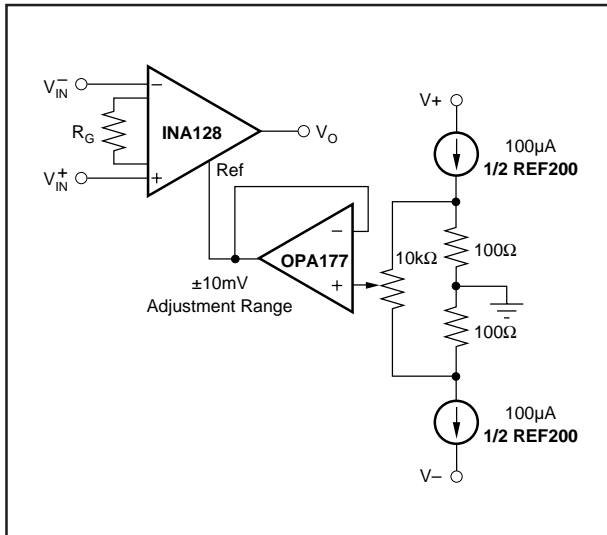 V−IN
−
RG
INA128
VO
V+IN
+
Ref
V+
100µA
1/2 REF200
−
OPA177
+
10kΩ
100Ω
100Ω
±10mV
Adjustment Range
100µA
1/2 REF200
V−